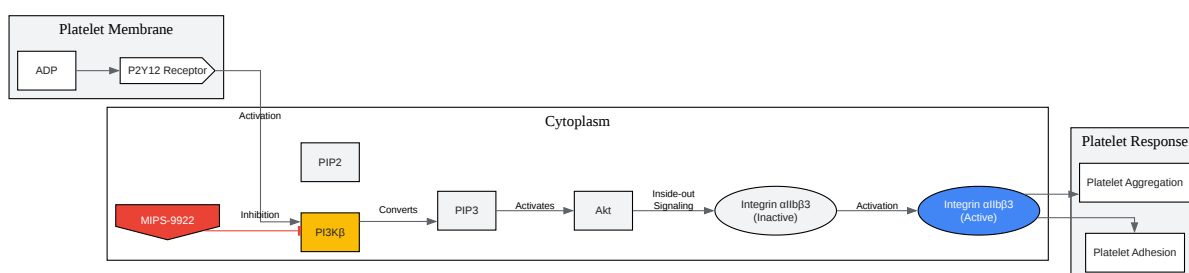 Platelet Membrane
ADP
P2Y12 Receptor
Activation
Cytoplasm
PIP2
MIPS-9922
Inhibition
PI3Kβ
Converts
PIP3
Activates
Akt
Inside-out
Signaling
Integrin αIIbβ3
(Inactive)
Activation
Integrin αIIbβ3
(Active)
Platelet Response
Platelet Aggregation
Platelet Adhesion